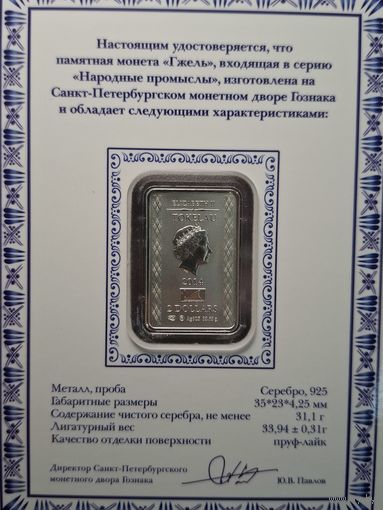 Настоящим удостоверяется, что
памятная монета «Гжель», входящая в серию
«Народные промыслы», изготовлена на
Санкт-Петербургском монетном дворе Гознака
и обладает следующими характеристиками:
ELIZABETH II
TOKELAU
2014
2 DOLLARS
Металл, проба Серебро, 925
Габаритные размеры 35*23*4,25 мм
Содержание чистого серебра, не менее 31,1 г
Лигатурный вес 33,94 ± 0,31г
Качество отделки поверхности пруф-лайк
Директор Санкт-Петербургского
монетного двора Гознака Ю.В. Павлов